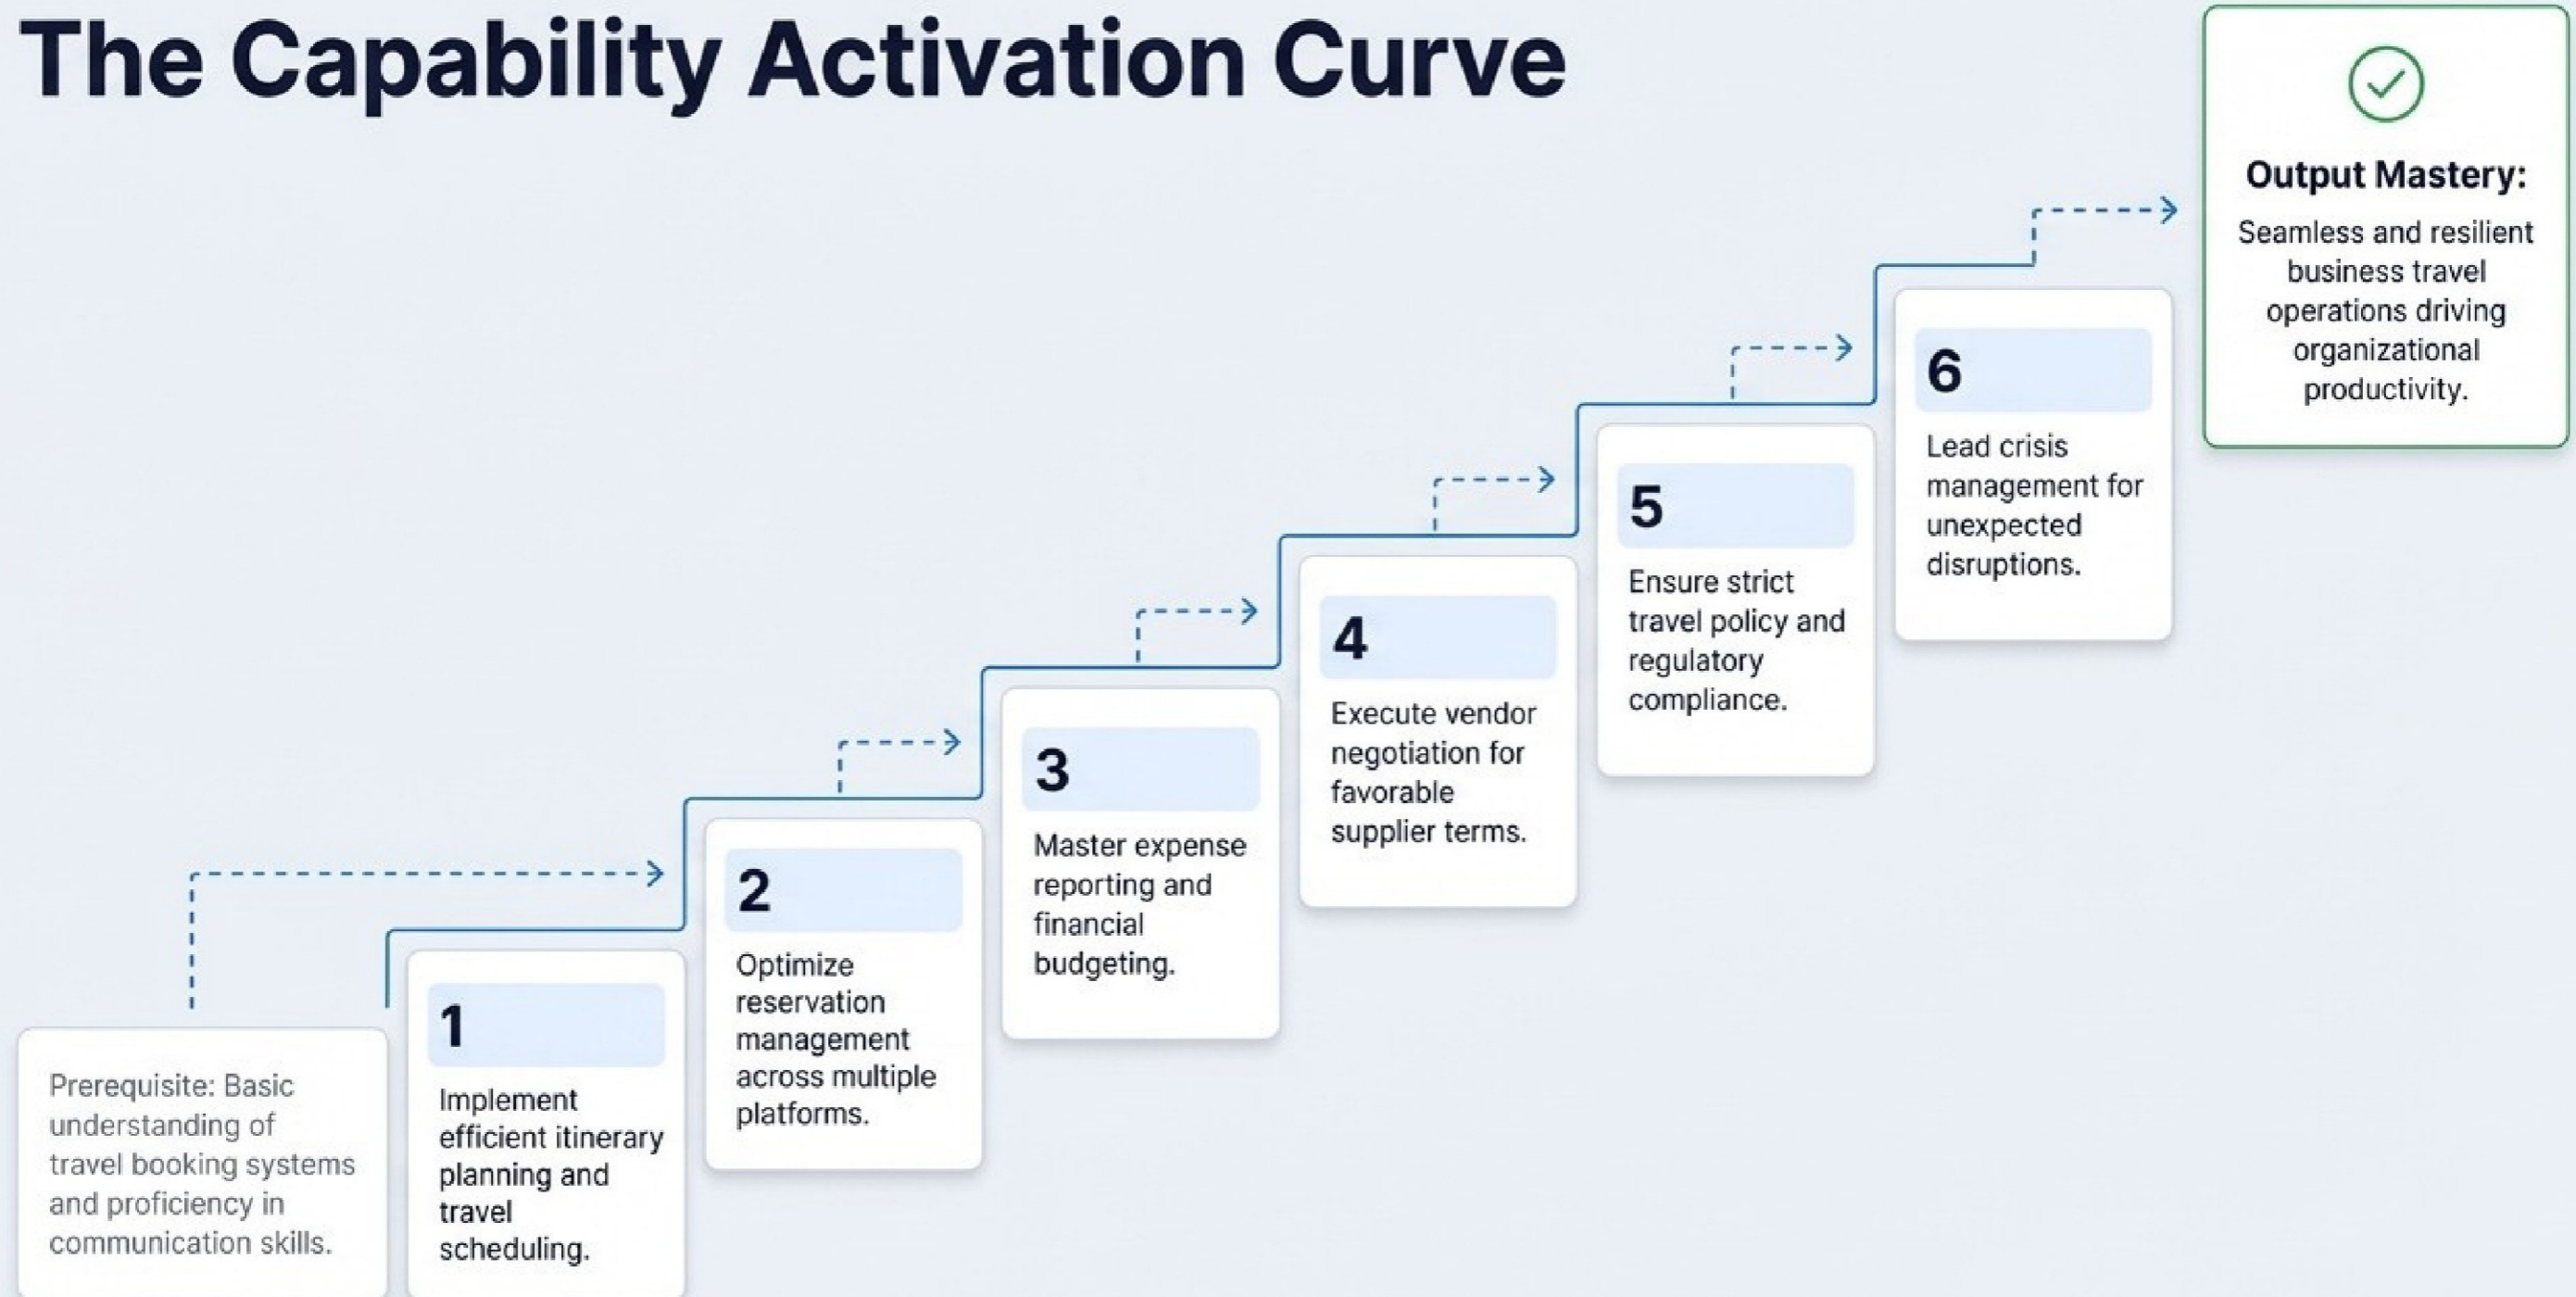 The Capability Activation Curve
Prerequisite: Basic
understanding of
travel booking systems
and proficiency in
communication skills.
1
Implement
efficient itinerary
planning and
travel
scheduling.
2
Optimize
reservation
management
across multiple
platforms.
3
Master expense
reporting and
financial
budgeting.
4
Execute vendor
negotiation for
favorable
supplier terms.
5
Ensure strict
travel policy and
regulatory
compliance.
6
Lead crisis
management for
unexpected
disruptions.
Output Mastery:
Seamless and resilient
business travel
operations driving
organizational
productivity.